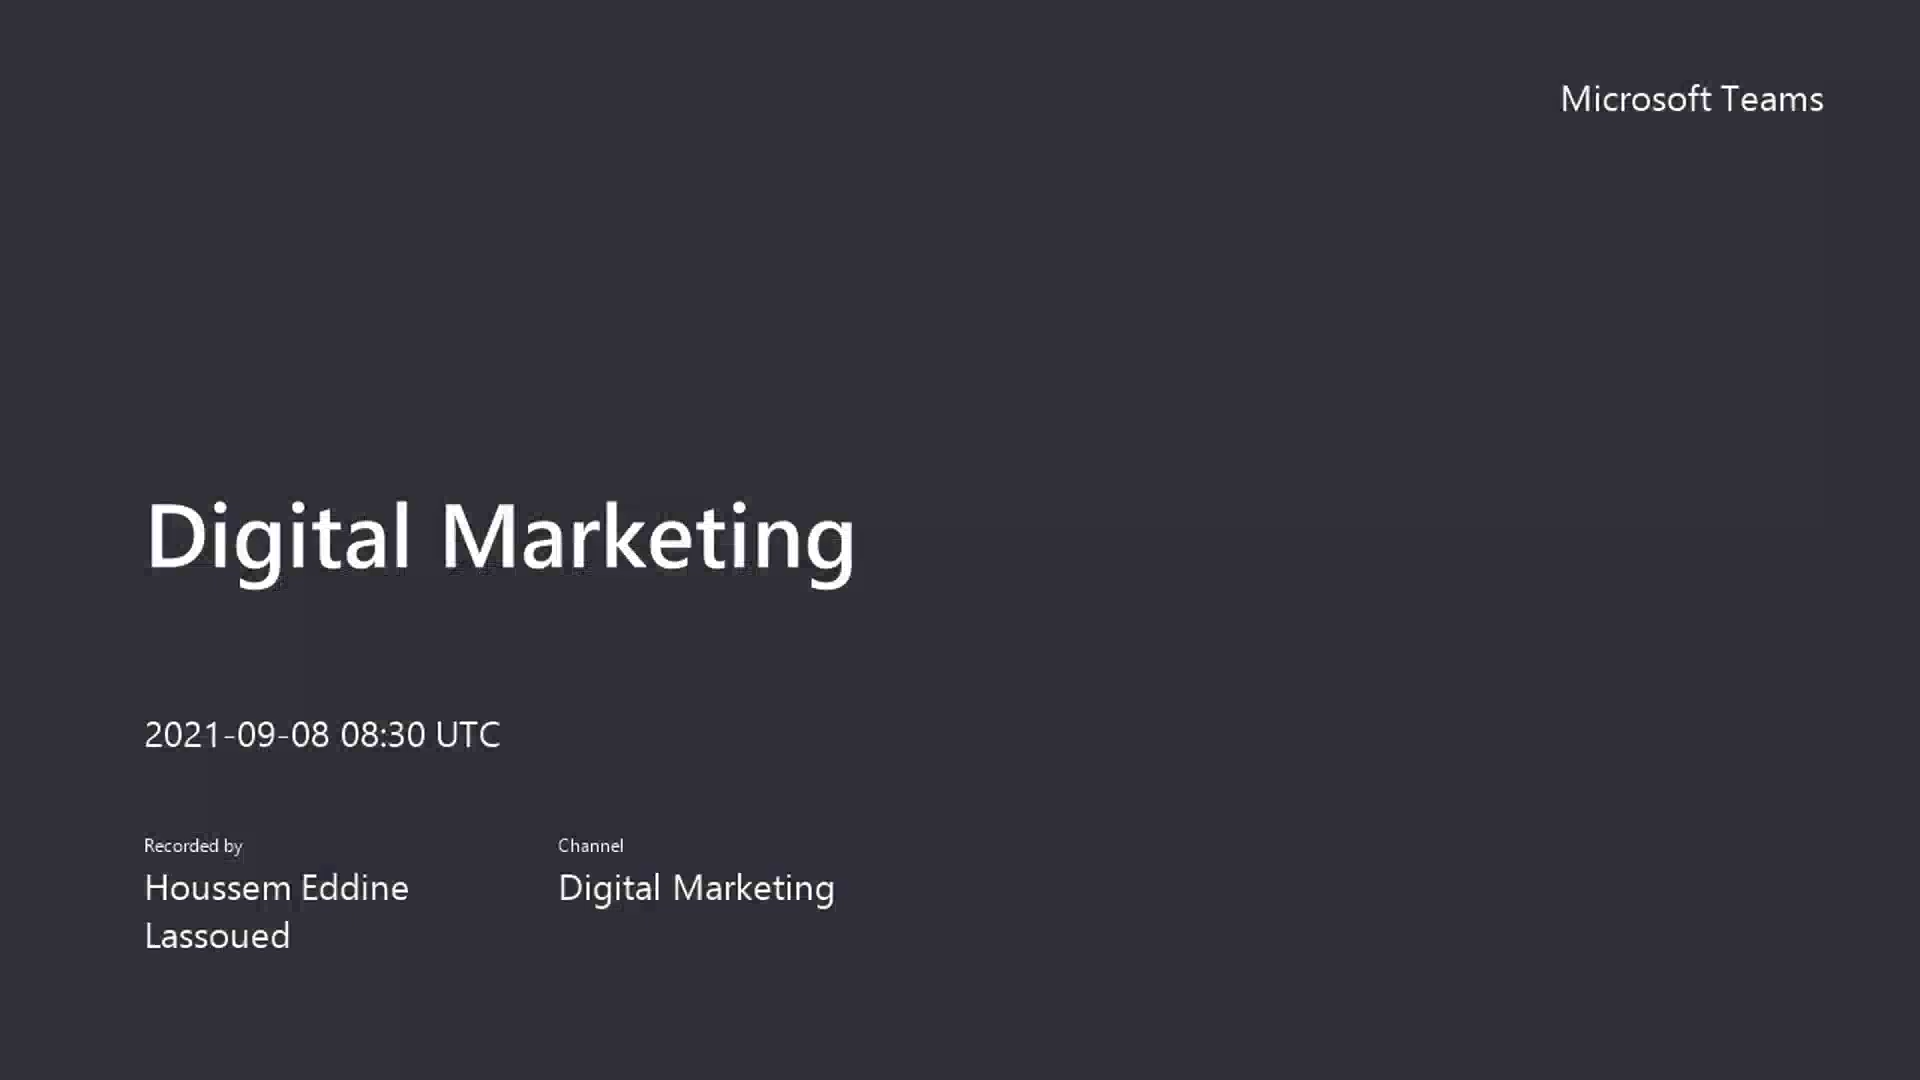 Microsoft Teams
Digital Marketing
2021-09-08 08:30 UTC
Recorded by
Houssem Eddine
Lassoued
Channel
Digital Marketing